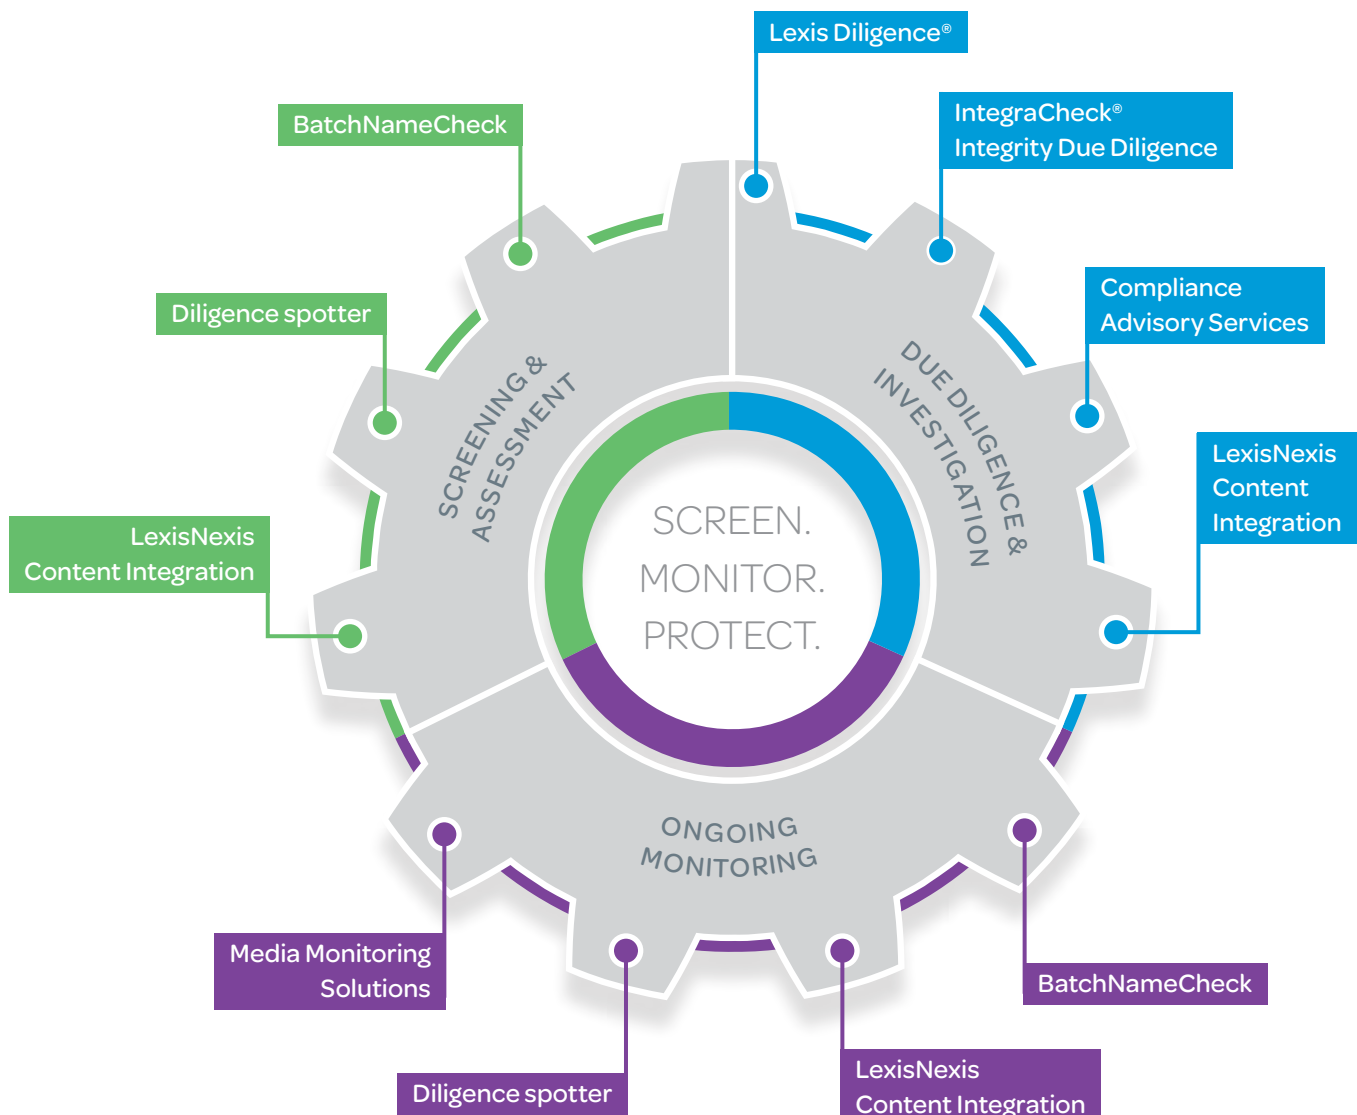 Lexis Diligence®
IntegraCheck®
Integrity Due Diligence
BatchNameCheck
Compliance
Advisory Services
Diligence spotter
LexisNexis
Content
Integration
LexisNexis
Content Integration
SCREENING &
ASSESSMENT
DUE DILIGENCE &
INVESTIGATION
SCREEN.
MONITOR.
PROTECT.
ONGOING
MONITORING
Media Monitoring
Solutions
BatchNameCheck
Diligence spotter
LexisNexis
Content Integration